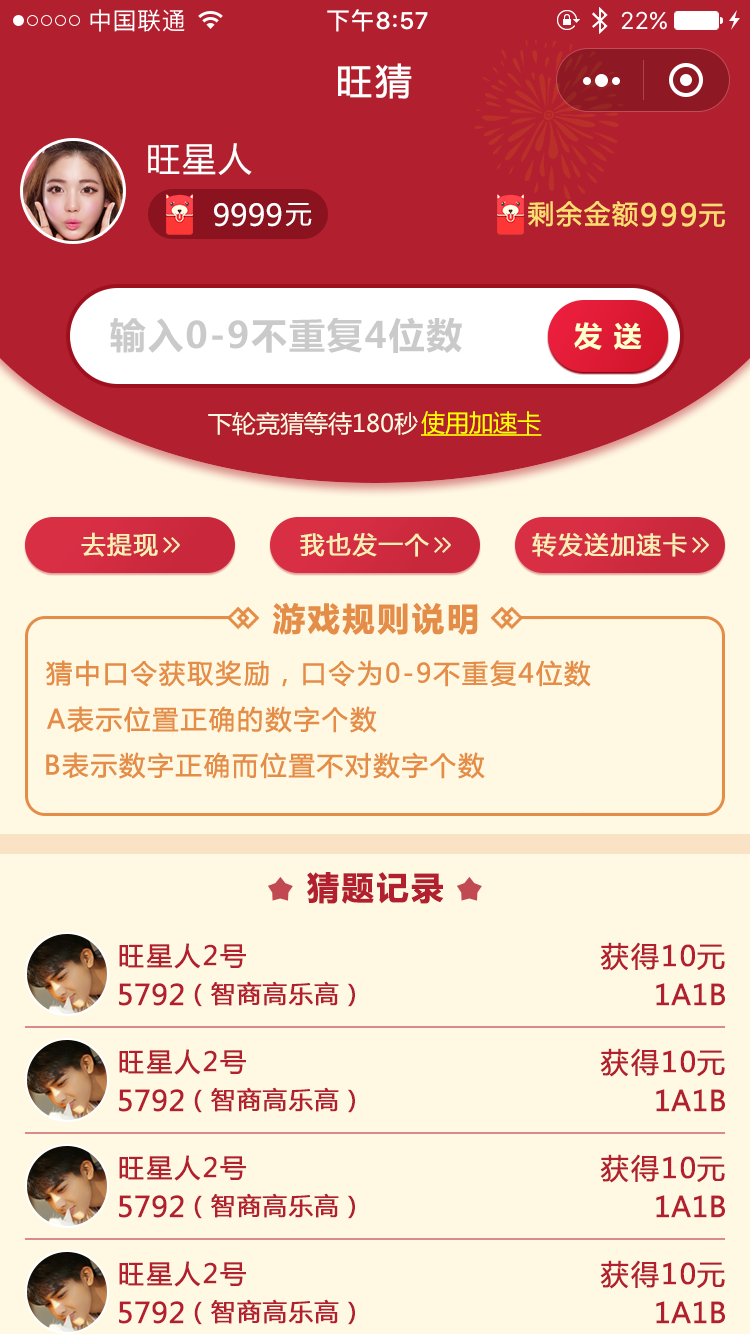 中国联通 下午8:57 22%
旺猜
旺星人
9999元 剩余金额999元
输入0-9不重复4位数 发 送
下轮竞猜等待180秒 使用加速卡
去提现 我也发一个 转发送加速卡
游戏规则说明
猜中口令获取奖励，口令为0-9不重复4位数
A表示位置正确的数字个数
B表示数字正确而位置不对数字个数
猜题记录
旺星人2号 获得10元
5792（智商高乐高） 1A1B
旺星人2号 获得10元
5792（智商高乐高） 1A1B
旺星人2号 获得10元
5792（智商高乐高） 1A1B
旺星人2号 获得10元
5792（智商高乐高） 1A1B